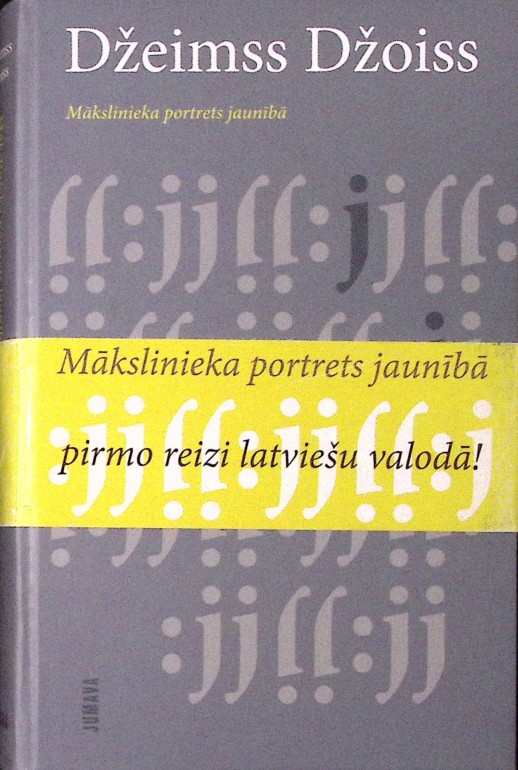 Džeimss Džoiss
Mākslinieka portrets jaunībā
Mākslinieka portrets jaunībā
pirmo reizi latviešu valodā!
JUMAVA